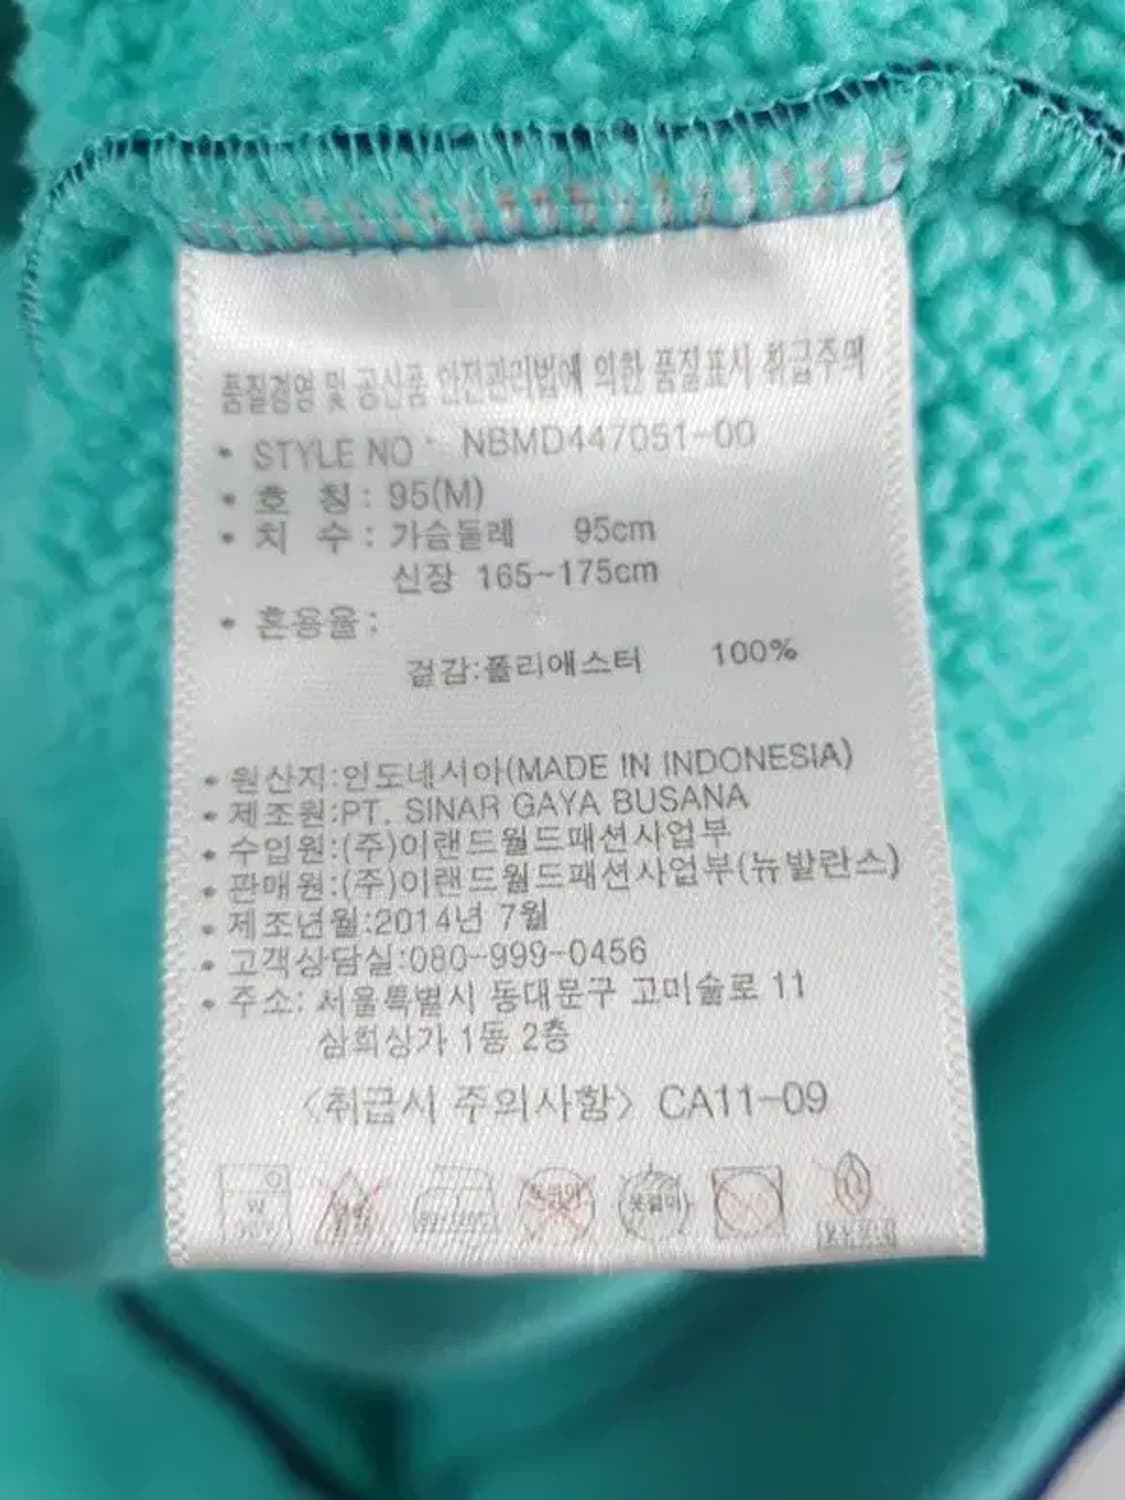 품질경영 및 공산품 안전관리법에 의한 품질표시 취급주의
• STYLE NO : NBMD447051-00
• 호 칭 : 95(M)
• 치 수 : 가슴둘레 95cm
신장 165~175cm
• 혼용율 :
겉감:폴리에스터 100%
• 원산지:인도네시아(MADE IN INDONESIA)
• 제조원:PT. SINAR GAYA BUSANA
• 수입원:(주)이랜드월드패션사업부
• 판매원:(주)이랜드월드패션사업부(뉴발란스)
• 제조년월:2014년 7월
• 고객상담실:080-999-0456
• 주소: 서울특별시 동대문구 고미술로 11
삼희상가 1동 2층
<취급시 주의사항> CA11-09
약 옷걸이